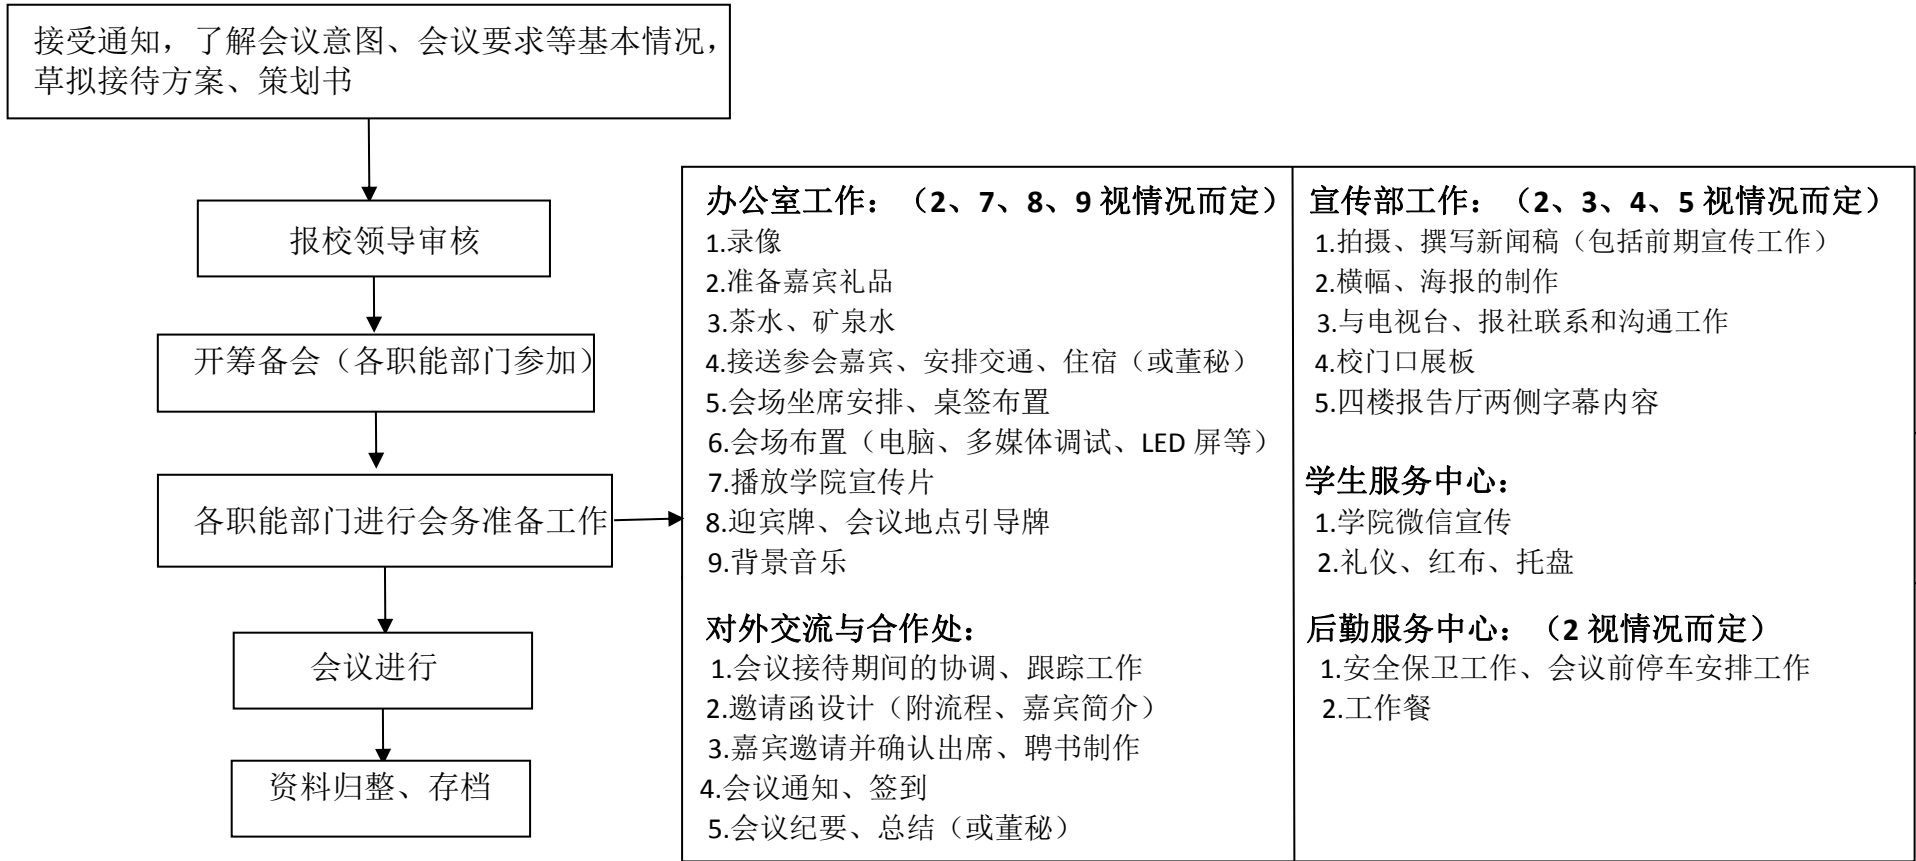 接受通知，了解会议意图、会议要求等基本情况，
草拟接待方案、策划书
报校领导审核
开筹备会（各职能部门参加）
各职能部门进行会务准备工作
会议进行
资料归整、存档
办公室工作：（2、7、8、9 视情况而定）
1.录像
2.准备嘉宾礼品
3.茶水、矿泉水
4.接送参会嘉宾、安排交通、住宿（或董秘）
5.会场坐席安排、桌签布置
6.会场布置（电脑、多媒体调试、LED 屏等）
7.播放学院宣传片
8.迎宾牌、会议地点引导牌
9.背景音乐
对外交流与合作处：
1.会议接待期间的协调、跟踪工作
2.邀请函设计（附流程、嘉宾简介）
3.嘉宾邀请并确认出席、聘书制作
4.会议通知、签到
5.会议纪要、总结（或董秘）
宣传部工作：（2、3、4、5 视情况而定）
1.拍摄、撰写新闻稿（包括前期宣传工作）
2.横幅、海报的制作
3.与电视台、报社联系和沟通工作
4.校门口展板
5.四楼报告厅两侧字幕内容
学生服务中心：
1.学院微信宣传
2.礼仪、红布、托盘
后勤服务中心：（2 视情况而定）
1.安全保卫工作、会议前停车安排工作
2.工作餐